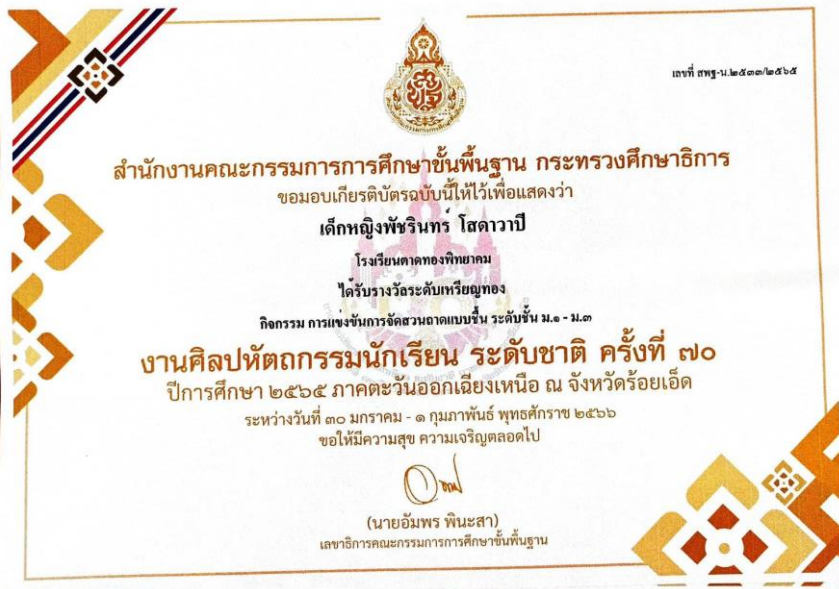 เลขที่ สพฐ-น.๒๕๓๓/๒๕๖๕
สำนักงานคณะกรรมการการศึกษาขั้นพื้นฐาน กระทรวงศึกษาธิการ
ขอมอบเกียรติบัตรฉบับนี้ให้ไว้เพื่อแสดงว่า
เด็กหญิงพัชรินทร์ โสดาวาปี
โรงเรียนตาดทองพิทยาคม
ได้รับรางวัลระดับเหรียญทอง
กิจกรรม การแข่งขันการจัดสวนถาดแบบชื้น ระดับชั้น ม.๑ - ม.๓
งานศิลปหัตถกรรมนักเรียน ระดับชาติ ครั้งที่ ๗๐
ปีการศึกษา ๒๕๖๕ ภาคตะวันออกเฉียงเหนือ ณ จังหวัดร้อยเอ็ด
ระหว่างวันที่ ๓๐ มกราคม - ๑ กุมภาพันธ์ พุทธศักราช ๒๕๖๖
ขอให้มีความสุข ความเจริญตลอดไป
(นายอัมพร พินะสา)
เลขาธิการคณะกรรมการการศึกษาขั้นพื้นฐาน